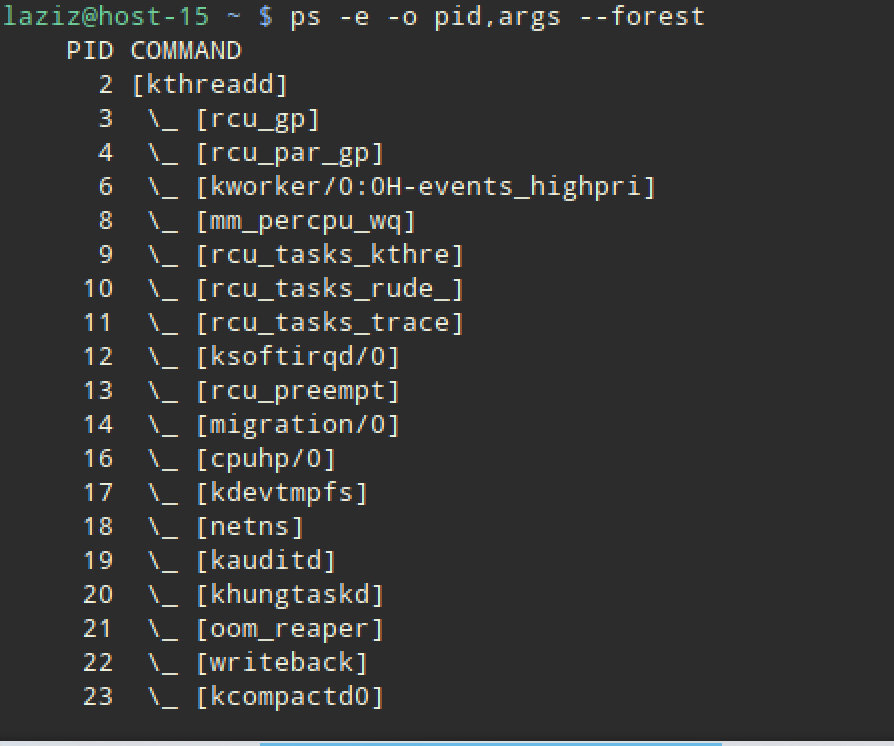 laziz@host-15 ~ $ ps -e -o pid,args --forest
    PID COMMAND
      2 [kthreadd]
      3  \_ [rcu_gp]
      4  \_ [rcu_par_gp]
      6  \_ [kworker/0:0H-events_highpri]
      8  \_ [mm_percpu_wq]
      9  \_ [rcu_tasks_kthre]
     10  \_ [rcu_tasks_rude_]
     11  \_ [rcu_tasks_trace]
     12  \_ [ksoftirqd/0]
     13  \_ [rcu_preempt]
     14  \_ [migration/0]
     16  \_ [cpuhp/0]
     17  \_ [kdevtmpfs]
     18  \_ [netns]
     19  \_ [kauditd]
     20  \_ [khungtaskd]
     21  \_ [oom_reaper]
     22  \_ [writeback]
     23  \_ [kcompactd0]